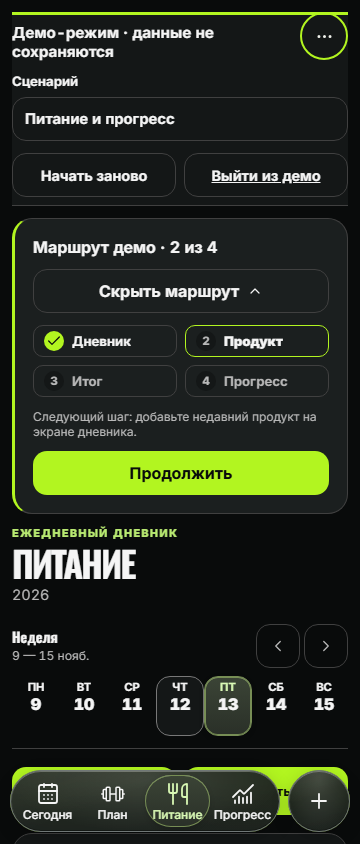 Демо-режим · данные не
сохраняются
Сценарий
Питание и прогресс
Начать заново
Выйти из демо
Маршрут демо · 2 из 4
Скрыть маршрут
Дневник
2 Продукт
3 Итог
4 Прогресс
Следующий шаг: добавьте недавний продукт на
экране дневника.
Продолжить
ЕЖЕДНЕВНЫЙ ДНЕВНИК
ПИТАНИЕ
2026
Неделя
9 — 15 нояб.
ПН ВТ СР ЧТ ПТ СБ ВС
9 10 11 12 13 14 15
Сегодня План Питание Прогресс